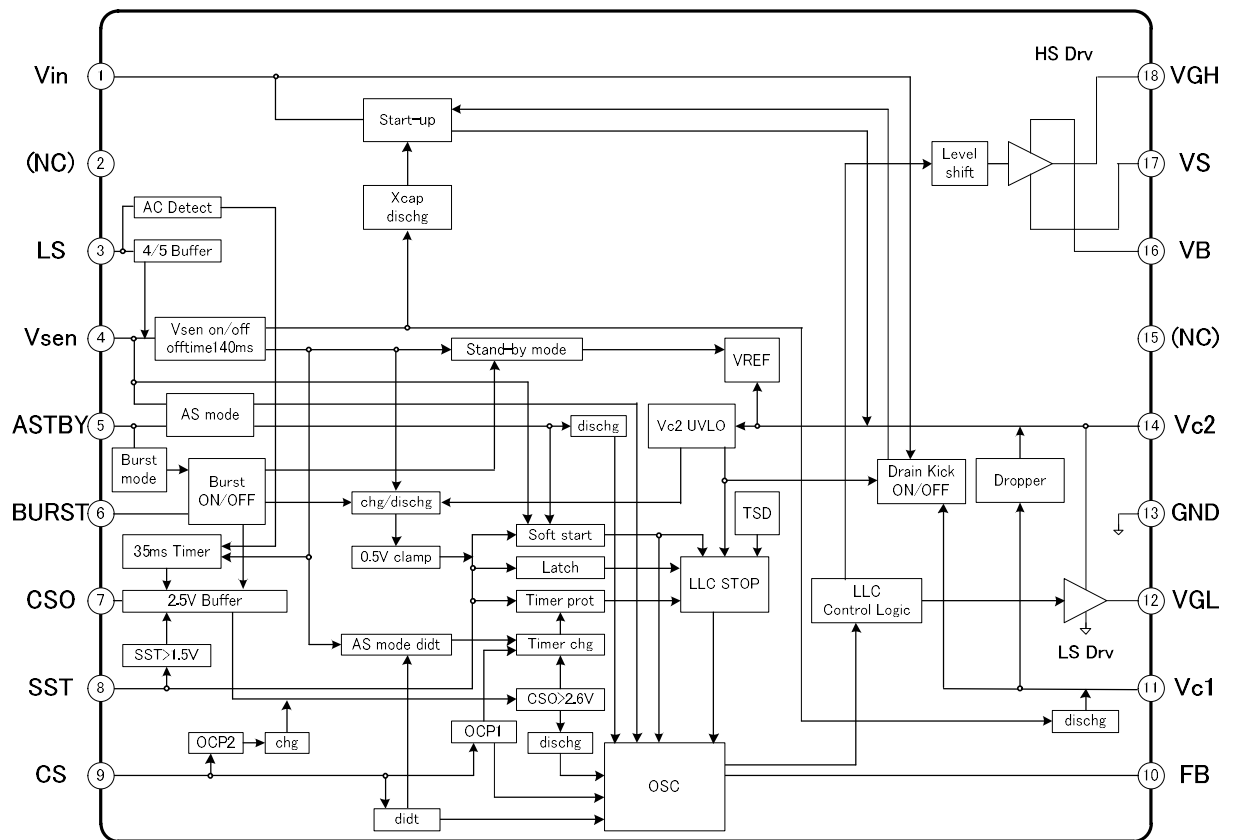 HS Drv
Vin 1
18 VGH
Start-up
(NC) 2
Level
shift
17 VS
Xcap
dischg
AC Detect
LS 3
4/5 Buffer
16 VB
Vsen 4
Vsen on/off
offtime140ms
Stand-by mode
VREF
15 (NC)
ASTBY 5
AS mode
dischg
Vc2 UVLO
14 Vc2
Burst
mode
Burst
ON/OFF
Drain Kick
ON/OFF
Dropper
BURST 6
chg/dischg
TSD
13 GND
35ms Timer
0.5V clamp
Soft start
Latch
LLC STOP
CSO 7
2.5V Buffer
Timer prot
LLC
Control Logic
12 VGL
SST>1.5V
AS mode didt
Timer chg
LS Drv
SST 8
CSO>2.6V
11 Vc1
dischg
OCP2
chg
OCP1
dischg
CS 9
OSC
10 FB
didt